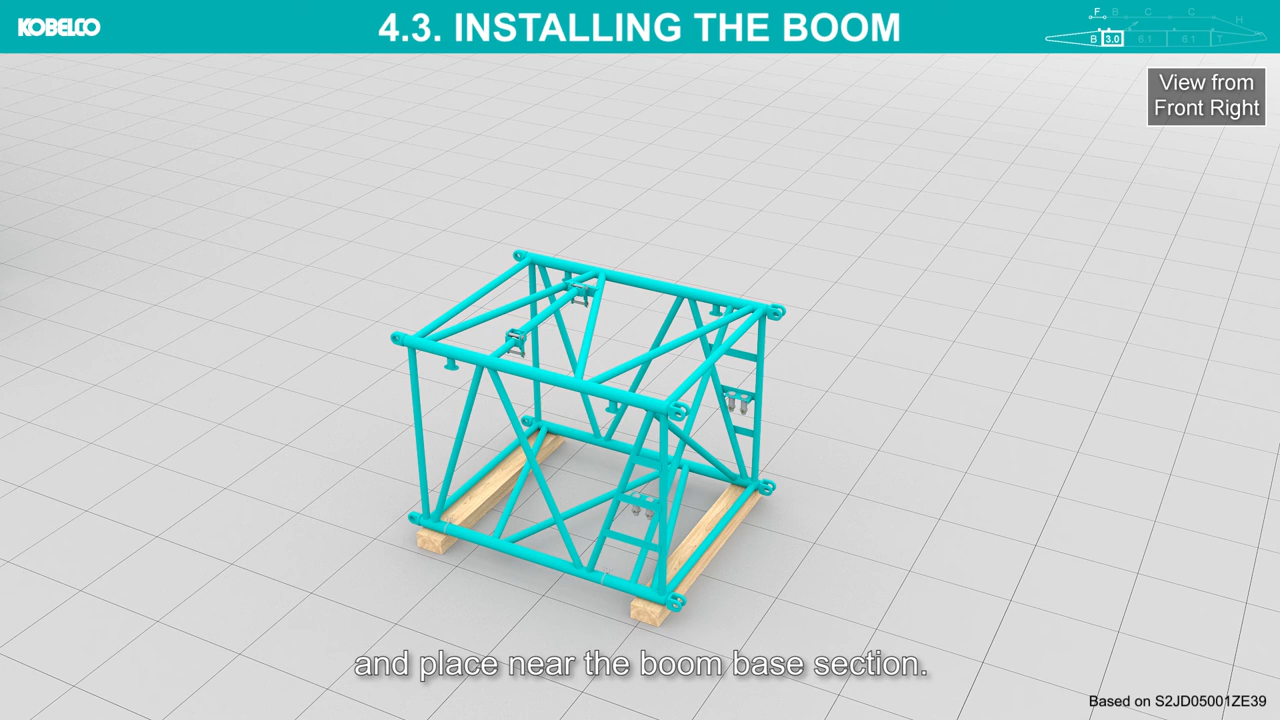 KOBELCO
4.3. INSTALLING THE BOOM
F B C C H
B 3.0 6.1 6.1 T
View from
Front Right
and place near the boom base section.
Based on S2JD05001ZE39